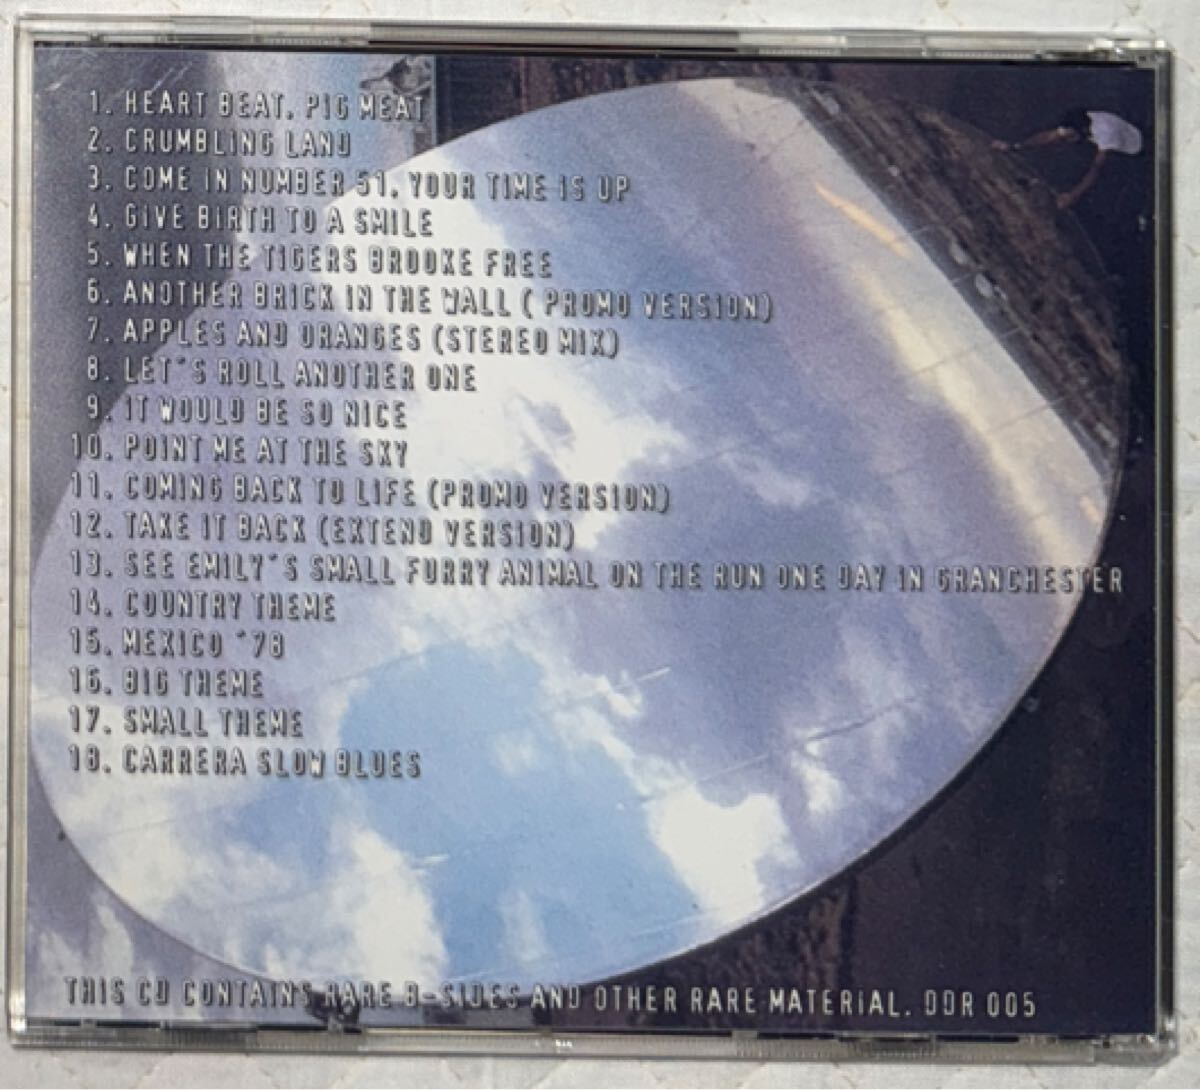 1. HEART BEAT, PIG MEAT
2. CRUMBLING LAND
3. COME IN NUMBER 51, YOUR TIME IS UP
4. GIVE BIRTH TO A SMILE
5. WHEN THE TIGERS BROOKE FREE
6. ANOTHER BRICK IN THE WALL ( PROMO VERSION)
7. APPLES AND ORANGES (STEREO MIX)
8. LET´S ROLL ANOTHER ONE
9. IT WOULD BE SO NICE
10. POINT ME AT THE SKY
11. COMING BACK TO LIFE (PROMO VERSION)
12. TAKE IT BACK (EXTEND VERSION)
13. SEE EMILY´S SMALL FURRY ANIMAL ON THE RUN ONE DAY IN GRANCHESTER
14. COUNTRY THEME
15. MEXICO ´78
16. BIG THEME
17. SMALL THEME
18. CARRERA SLOW BLUES
THIS CD CONTAINS RARE B-SIDES AND OTHER RARE MATERIAL. DDR 005